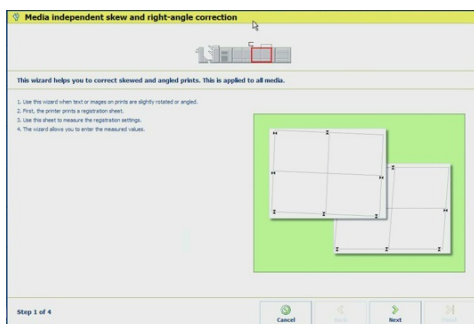 Media independent skew and right-angle correction
This wizard helps you to correct skewed and angled prints. This is applied to all media.
1. Use this wizard when text or images on prints are slightly rotated or angled.
2. First, the printer prints a registration sheet.
3. Use the sheet to measure the registration settings.
4. The wizard allows you to enter the measured values.
Step 1 of 4
Cancel
Back
Next
Finish